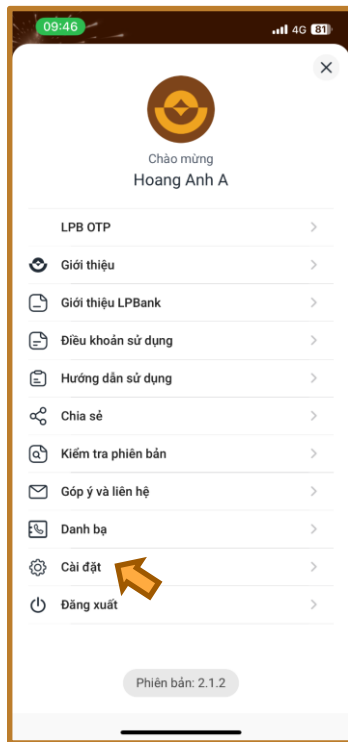 09:46
4G 81
Chào mừng
Hoang Anh A
LPB OTP
Giới thiệu
Giới thiệu LPBank
Điều khoản sử dụng
Hướng dẫn sử dụng
Chia sẻ
Kiểm tra phiên bản
Góp ý và liên hệ
Danh bạ
Cài đặt
Đăng xuất
Phiên bản: 2.1.2